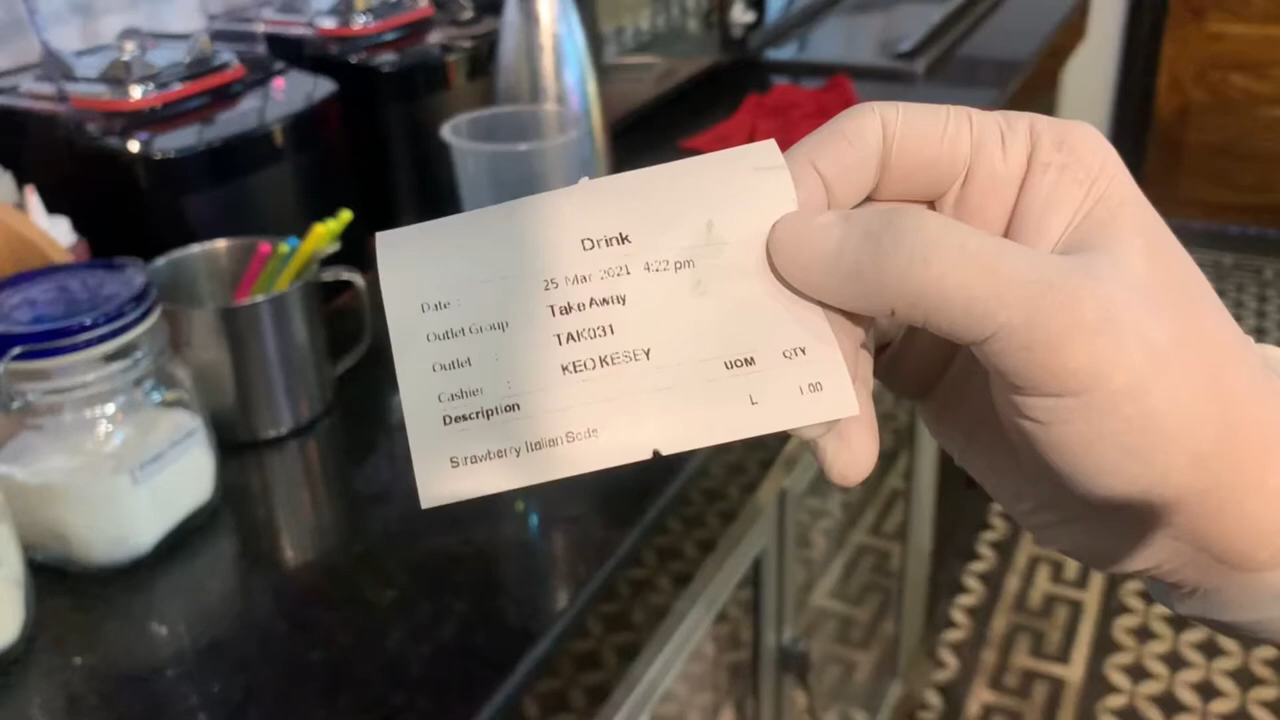 Drink
Date : 25 Mar 2021 4:22 pm
Outlet Group Take Away
Outlet : TAK031
Cashier : KEO KESEY
Description UOM QTY
Strawberry Italian Soda L 1.00